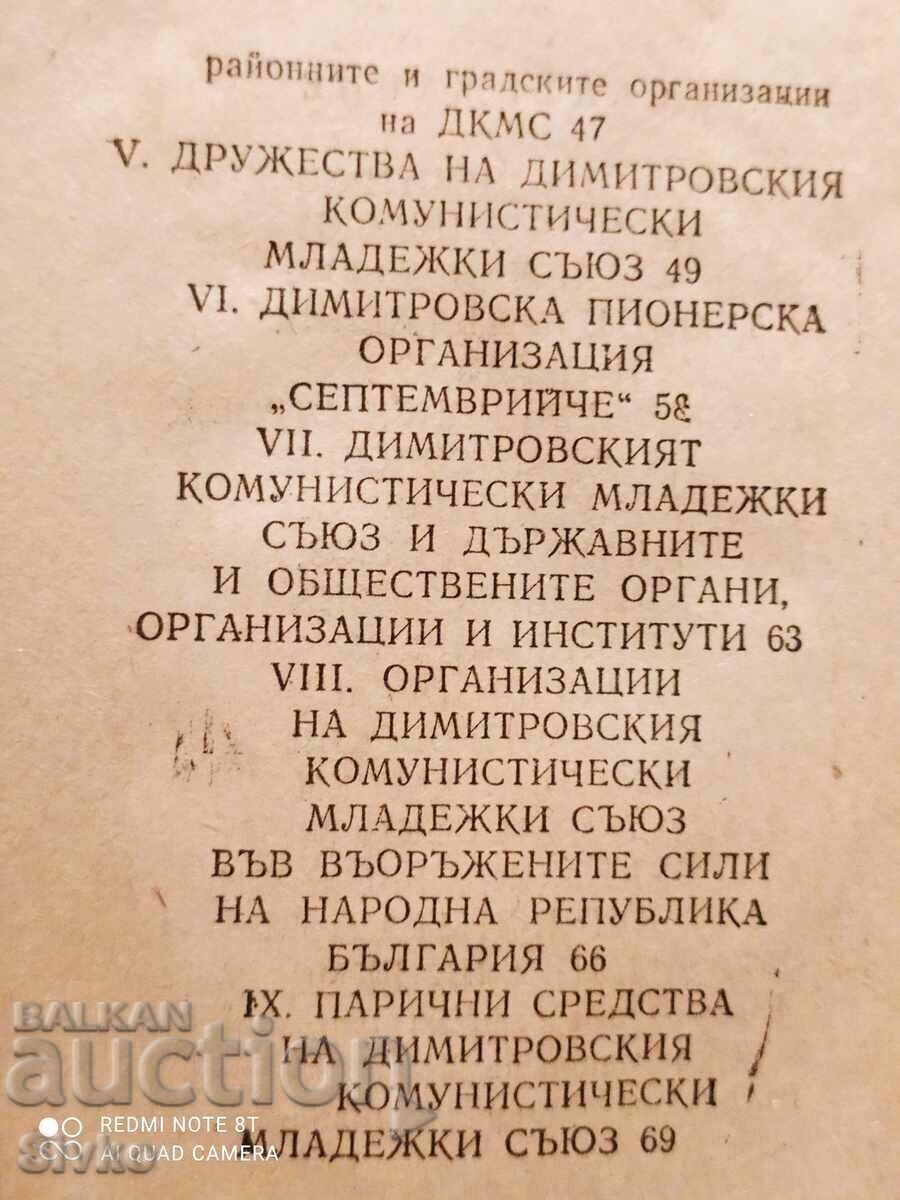 районните и градските организации
на ДКМС 47
V. ДРУЖЕСТВА НА ДИМИТРОВСКИЯ
КОМУНИСТИЧЕСКИ
МЛАДЕЖКИ СЪЮЗ 49
VI. ДИМИТРОВСКА ПИОНЕРСКА
ОРГАНИЗАЦИЯ
„СЕПТЕМВРИЙЧЕ“ 58
VII. ДИМИТРОВСКИЯТ
КОМУНИСТИЧЕСКИ МЛАДЕЖКИ
СЪЮЗ И ДЪРЖАВНИТЕ
И ОБЩЕСТВЕНИТЕ ОРГАНИ,
ОРГАНИЗАЦИИ И ИНСТИТУТИ 63
VIII. ОРГАНИЗАЦИИ
НА ДИМИТРОВСКИЯ
КОМУНИСТИЧЕСКИ
МЛАДЕЖКИ СЪЮЗ
ВЪВ ВЪОРЪЖЕНИТЕ СИЛИ
НА НАРОДНА РЕПУБЛИКА
БЪЛГАРИЯ 66
IX. ПАРИЧНИ СРЕДСТВА
НА ДИМИТРОВСКИЯ
КОМУНИСТИЧЕСКИ
МЛАДЕЖКИ СЪЮЗ 69
BALKAN
auction
REDMI NOTE 8T
AI QUAD CAMERA
Sivko